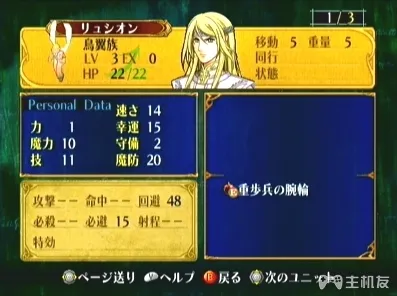 リュシオン
鳥翼族
LV 3 EX 0
HP 22/22
移動 5 重量 5
同行
状態
1/3
Personal Data
速さ 14
力 1 幸運 15
魔力 10 守備 2
技 11 魔防 20
攻撃-- 命中-- 回避 48
必殺-- 必避 15 射程--
特効
E 重歩兵の腕輪
ページ送り ヘルプ B 戻る 次のユニット
主机友